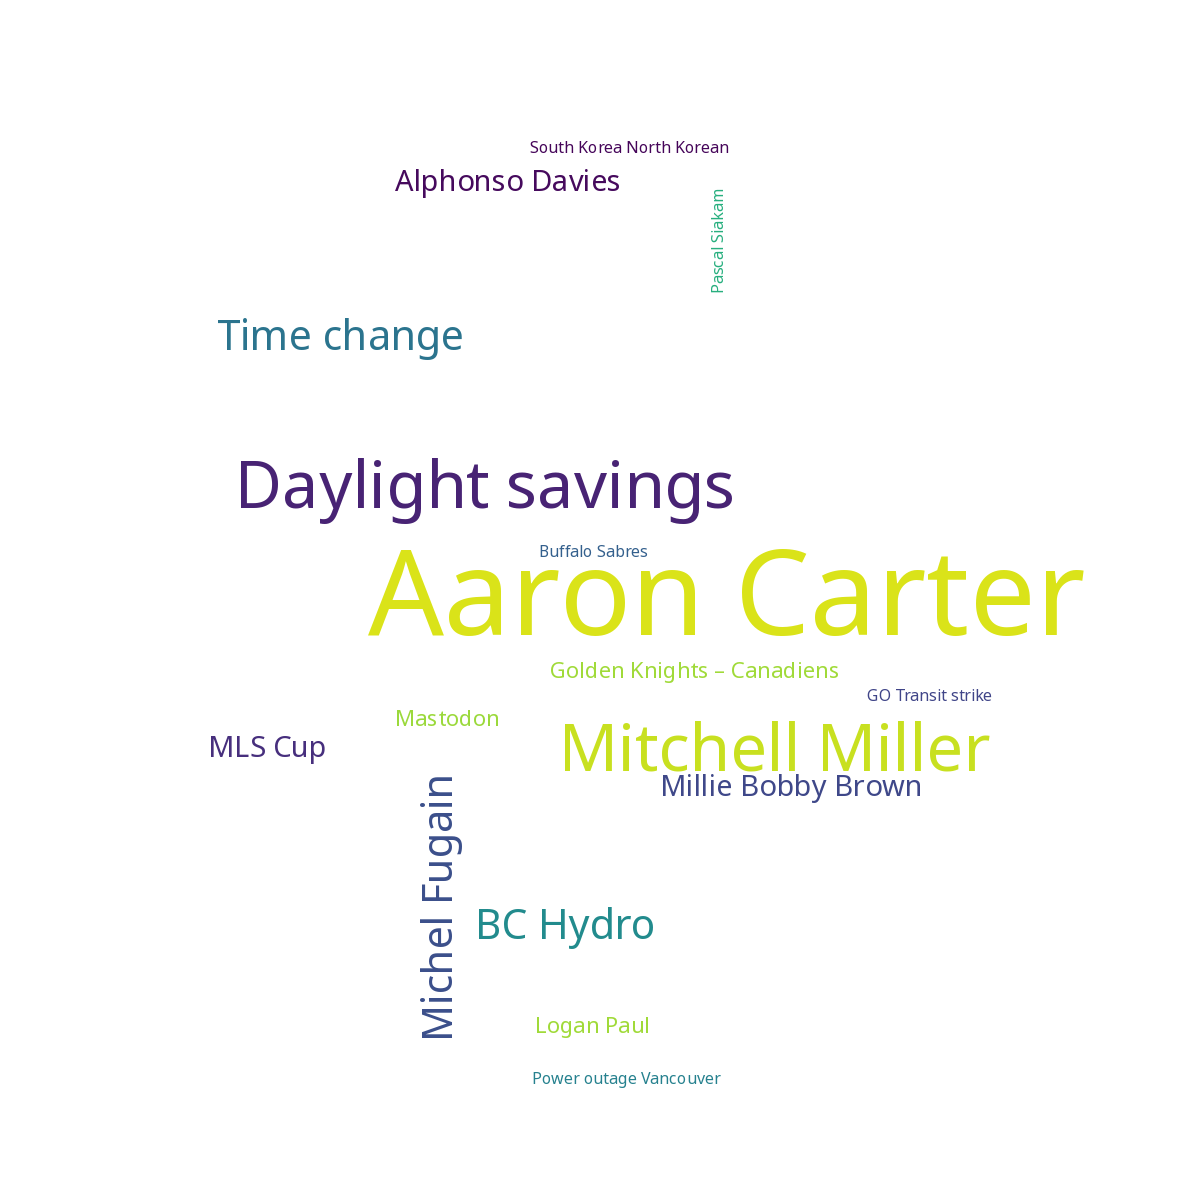 South Korea North Korean
Alphonso Davies
Pascal Siakam
Time change
Daylight savings
Buffalo Sabres
Aaron Carter
Golden Knights – Canadiens
GO Transit strike
Mastodon
MLS Cup
Mitchell Miller
Millie Bobby Brown
Michel Fugain
BC Hydro
Logan Paul
Power outage Vancouver